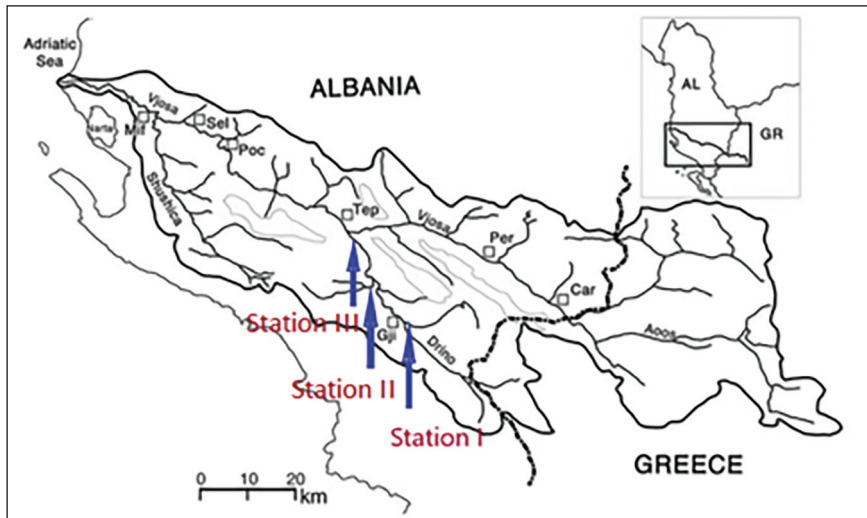 Adriatic
Sea
ALBANIA
AL
GR
Vjosa
Narta
Mif
Sel
Poc
Shushica
Tep
Vjosa
Per
Car
Station III
Gji
Drino
Aoos
Station II
Station I
GREECE
0 10 20
km